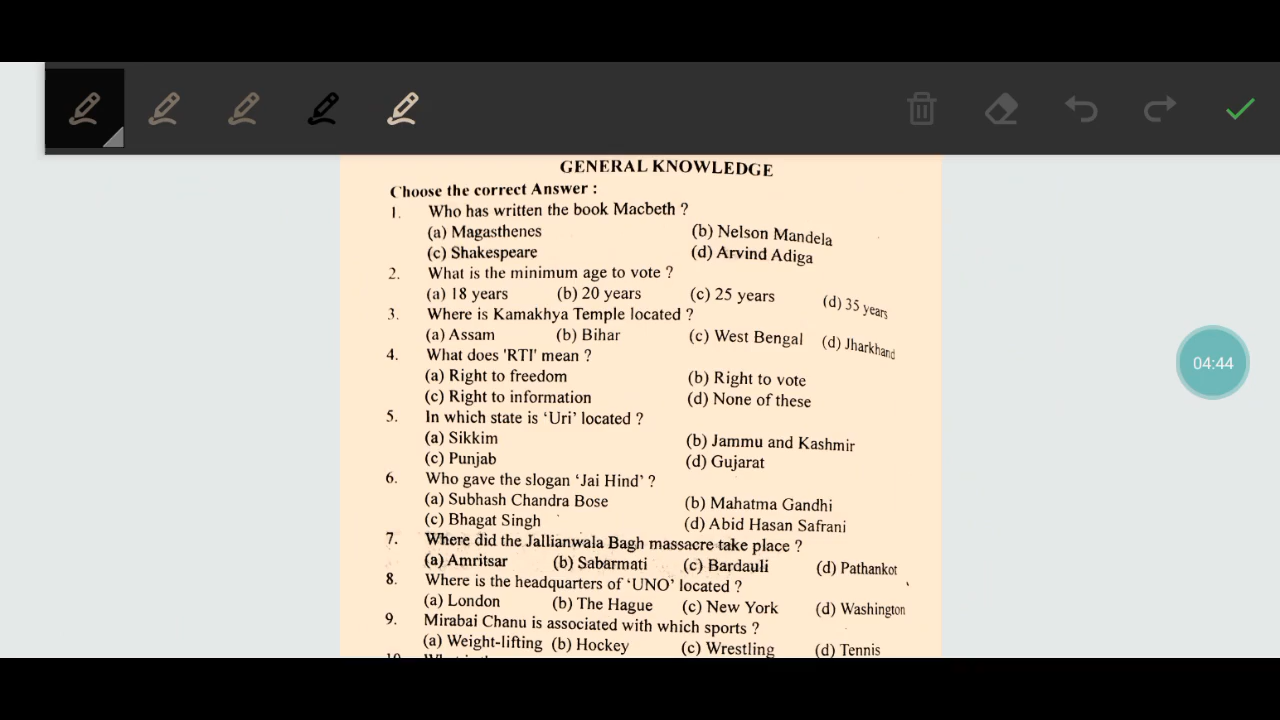 GENERAL KNOWLEDGE
Choose the correct Answer :
1. Who has written the book Macbeth ?
(a) Magasthenes (b) Nelson Mandela
(c) Shakespeare (d) Arvind Adiga
2. What is the minimum age to vote ?
(a) 18 years (b) 20 years (c) 25 years (d) 35 years
3. Where is Kamakhya Temple located ?
(a) Assam (b) Bihar (c) West Bengal (d) Jharkhand
4. What does 'RTI' mean ?
(a) Right to freedom (b) Right to vote
(c) Right to information (d) None of these
5. In which state is ‘Uri’ located ?
(a) Sikkim (b) Jammu and Kashmir
(c) Punjab (d) Gujarat
6. Who gave the slogan ‘Jai Hind’ ?
(a) Subhash Chandra Bose (b) Mahatma Gandhi
(c) Bhagat Singh (d) Abid Hasan Safrani
7. Where did the Jallianwala Bagh massacre take place ?
(a) Amritsar (b) Sabarmati (c) Bardauli (d) Pathankot
8. Where is the headquarters of ‘UNO’ located ?
(a) London (b) The Hague (c) New York (d) Washington
9. Mirabai Chanu is associated with which sports ?
(a) Weight-lifting (b) Hockey (c) Wrestling (d) Tennis
04:44